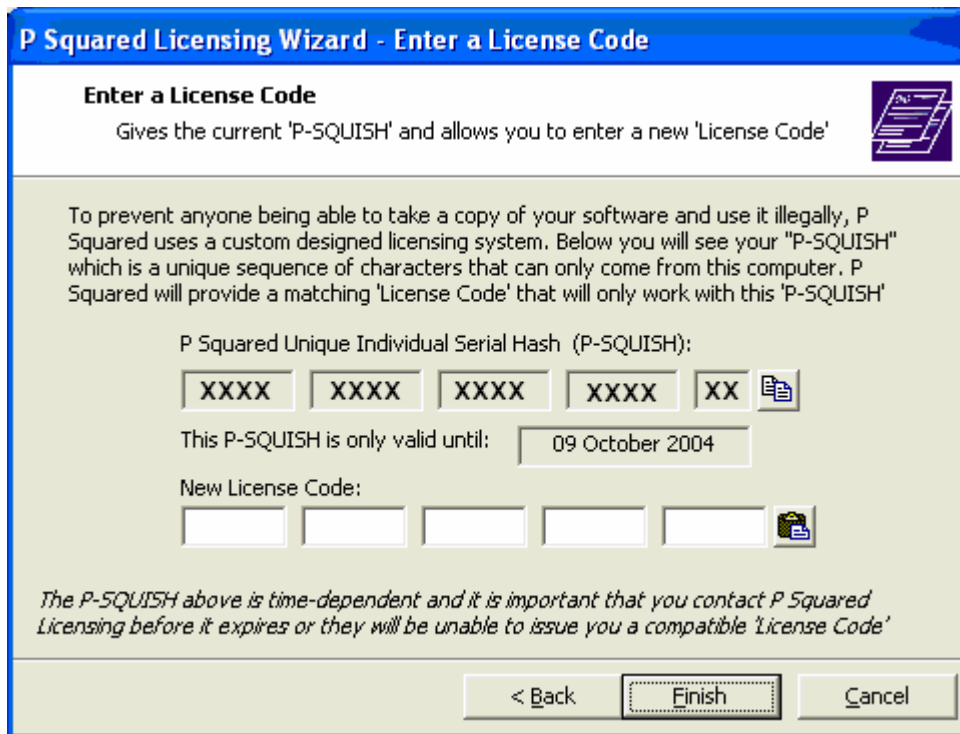 P Squared Licensing Wizard - Enter a License Code
Enter a License Code
Gives the current 'P-SQUISH' and allows you to enter a new 'License Code'
To prevent anyone being able to take a copy of your software and use it illegally, P
Squared uses a custom designed licensing system. Below you will see your "P-SQUISH"
which is a unique sequence of characters that can only come from this computer. P
Squared will provide a matching 'License Code' that will only work with this 'P-SQUISH'
P Squared Unique Individual Serial Hash (P-SQUISH):
XXXX XXXX XXXX XXXX XX
This P-SQUISH is only valid until: 09 October 2004
New License Code:
The P-SQUISH above is time-dependent and it is important that you contact P Squared
Licensing before it expires or they will be unable to issue you a compatible 'License Code'
< Back Finish Cancel